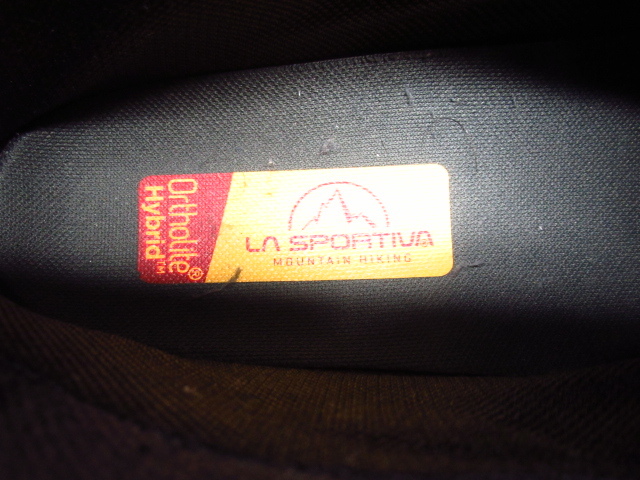 Ortholite®
Hybrid™
LA SPORTIVA
MOUNTAIN HIKING